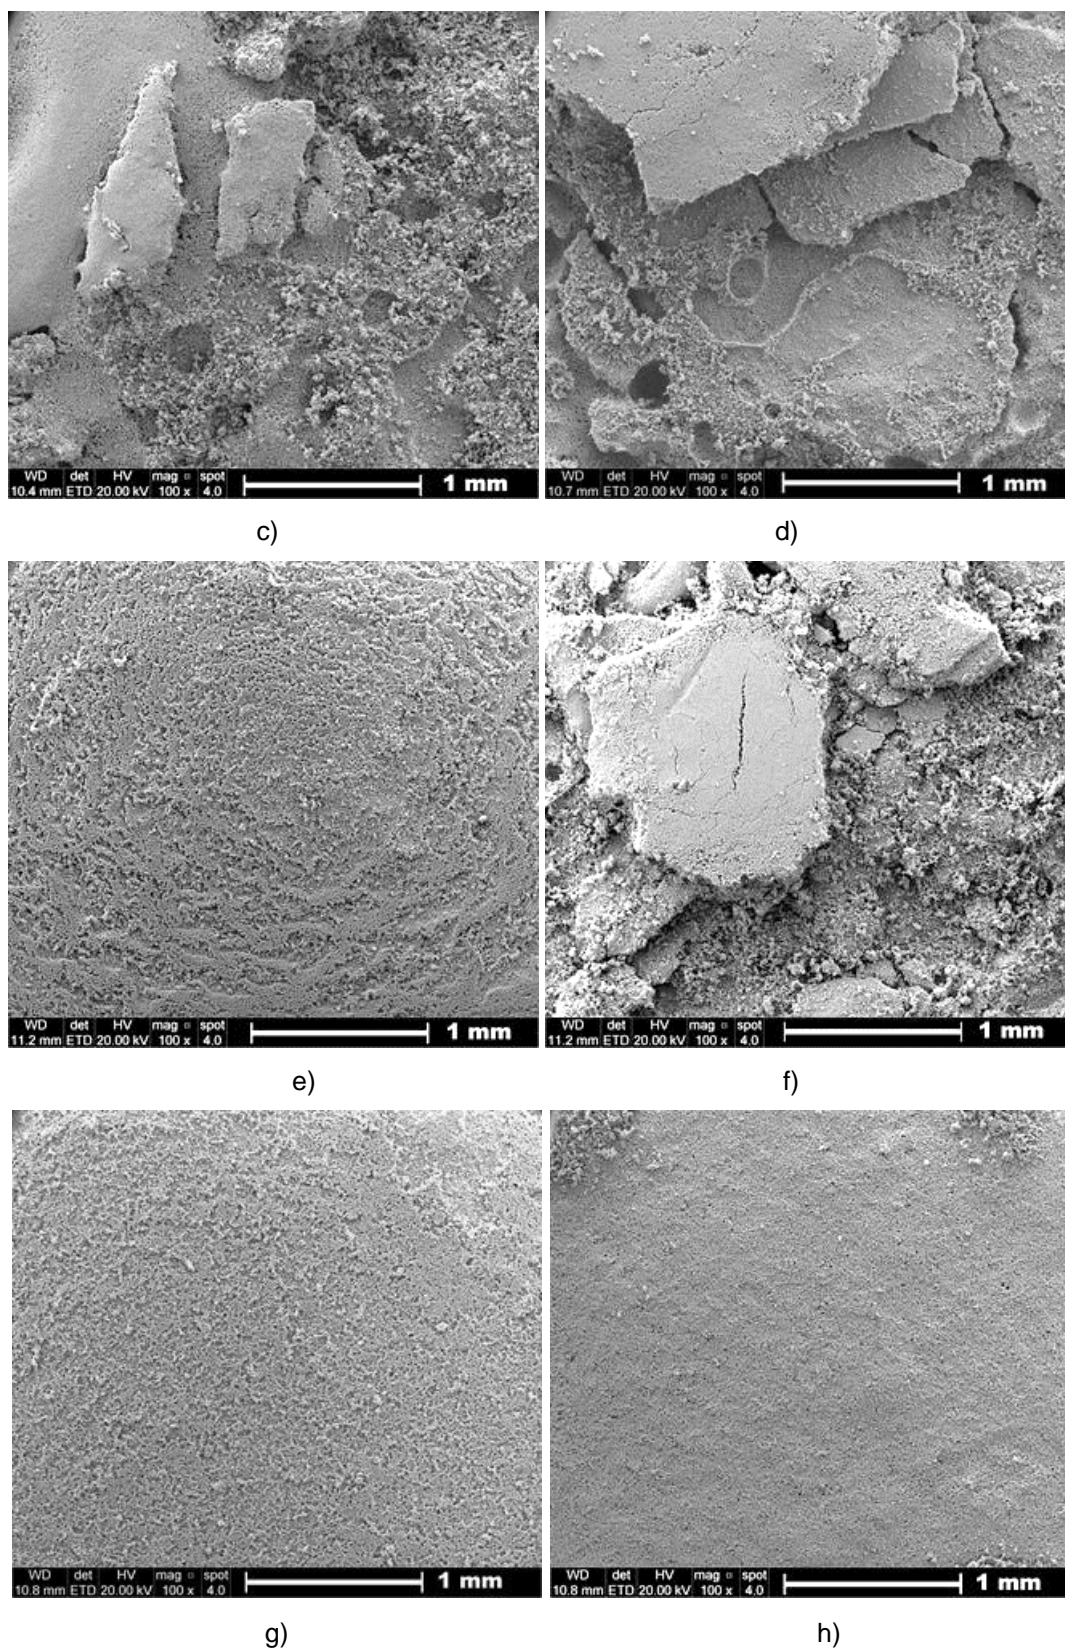 WD det HV mag □ spot
10.4 mm ETD 20.00 kV 100 x 4.0 1 mm
WD det HV mag □ spot
10.7 mm ETD 20.00 kV 100 x 4.0 1 mm
c)
d)
WD det HV mag □ spot
11.2 mm ETD 20.00 kV 100 x 4.0 1 mm
WD det HV mag □ spot
11.2 mm ETD 20.00 kV 100 x 4.0 1 mm
e)
f)
WD det HV mag □ spot
10.8 mm ETD 20.00 kV 100 x 4.0 1 mm
WD det HV mag □ spot
10.8 mm ETD 20.00 kV 100 x 4.0 1 mm
g)
h)